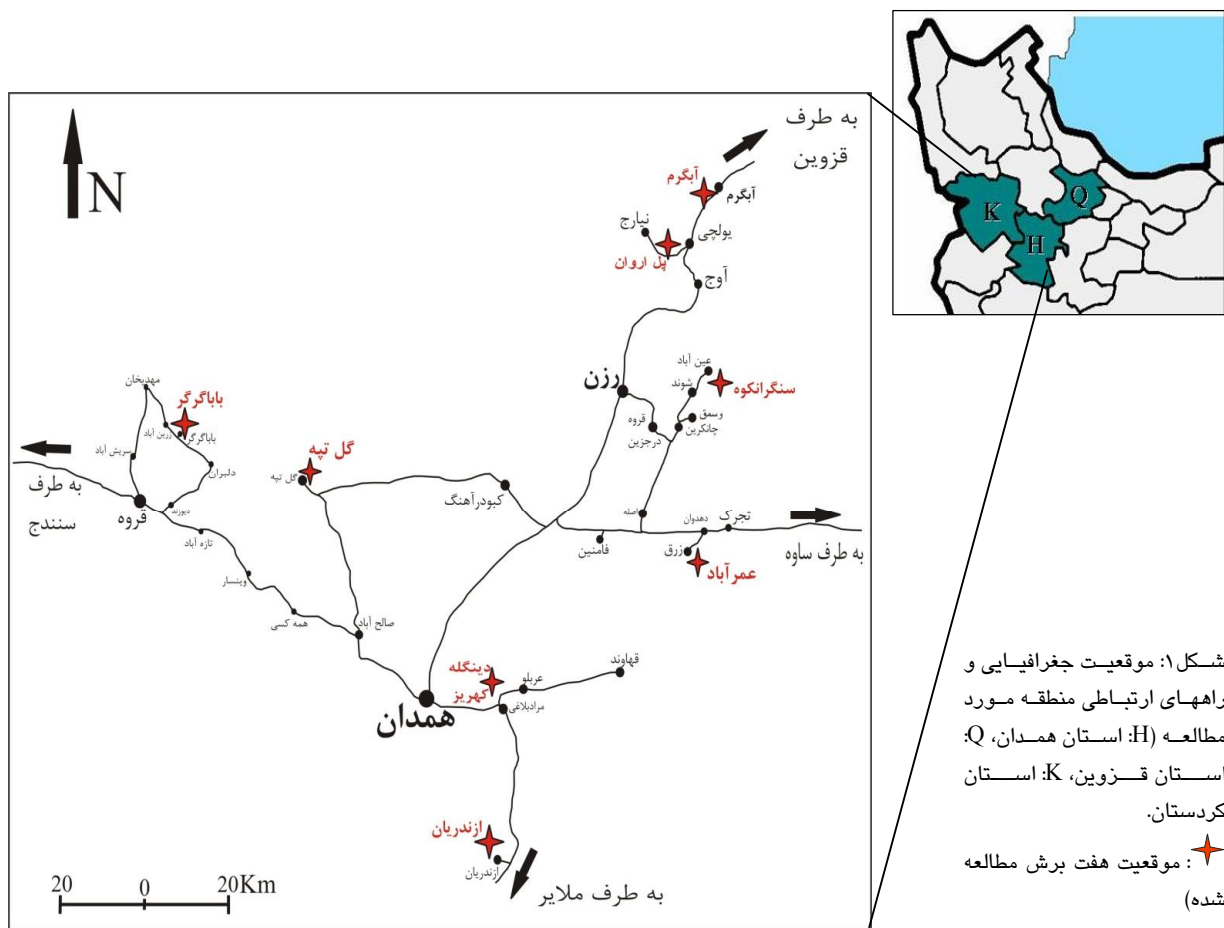 به طرف
قزوین
N
آبگرم
آبگرم
نیارج
یولچی
پل اروان
آوج
K
Q
H
رزن
عین آباد
شوند
سنگرانکوه
وسمق
چانگرین
قروه
درجزین
مهدیخان
باباگرگر
زرین آباد
باباگرگر
سریش آباد
دلبران
به طرف
سنندج
قروه
دیوزند
تازه آباد
وینسار
همه کسی
صالح آباد
گل تپه
گل تپه
کبودرآهنگ
اصله
فامنین
دهدوان
تجرک
زرق
عمرآباد
به طرف ساوه
همدان
دینگله
کهریز
عربلو
قهاوند
مرادبلاغی
ازندریان
ازندریان
به طرف ملایر
20 0 20Km
شکل۱: موقعیت جغرافیایی و
راههای ارتباطی منطقه مورد
مطالعه (H: استان همدان، Q:
استان قزوین، K: استان
کردستان.
: موقعیت هفت برش مطالعه
شده)